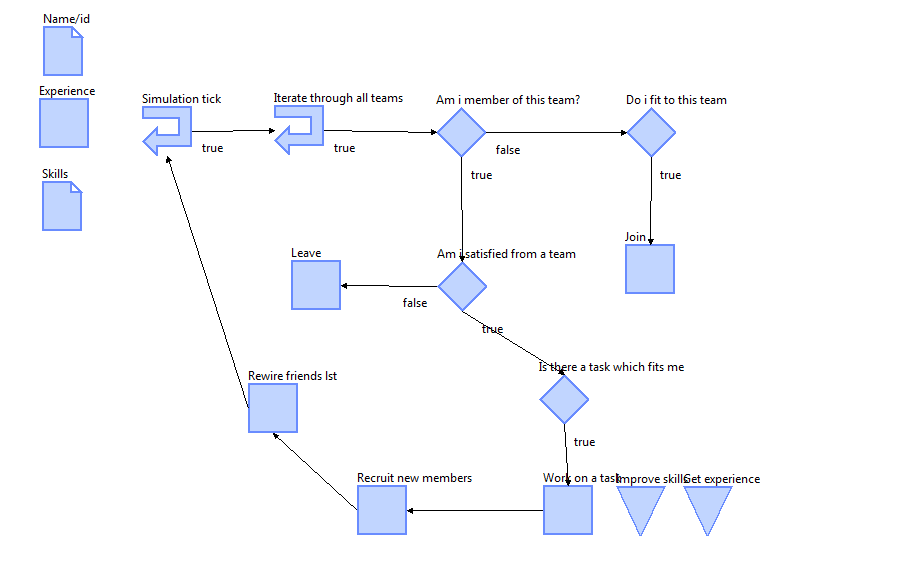 Name/id
Experience
Skills
Simulation tick
true
Iterate through all teams
true
Am i member of this team?
false
true
Do i fit to this team
true
Join
Am i satisfied from a team
Leave
false
true
Is there a task which fits me
true
Rewire friends lst
Recruit new members
Work on a task
Improve skills
Get experience